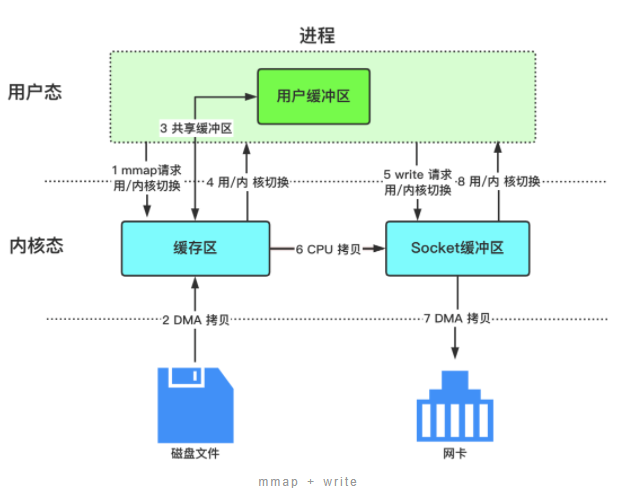 进程
用户态
用户缓冲区
3 共享缓冲区
1 mmap请求
用/内核切换
4 用/内 核切换
5 write 请求
用/内核切换
8 用/内 核切换
内核态
缓存区
6 CPU 拷贝
Socket缓冲区
2 DMA 拷贝
7 DMA 拷贝
磁盘文件
网卡
mmap + write